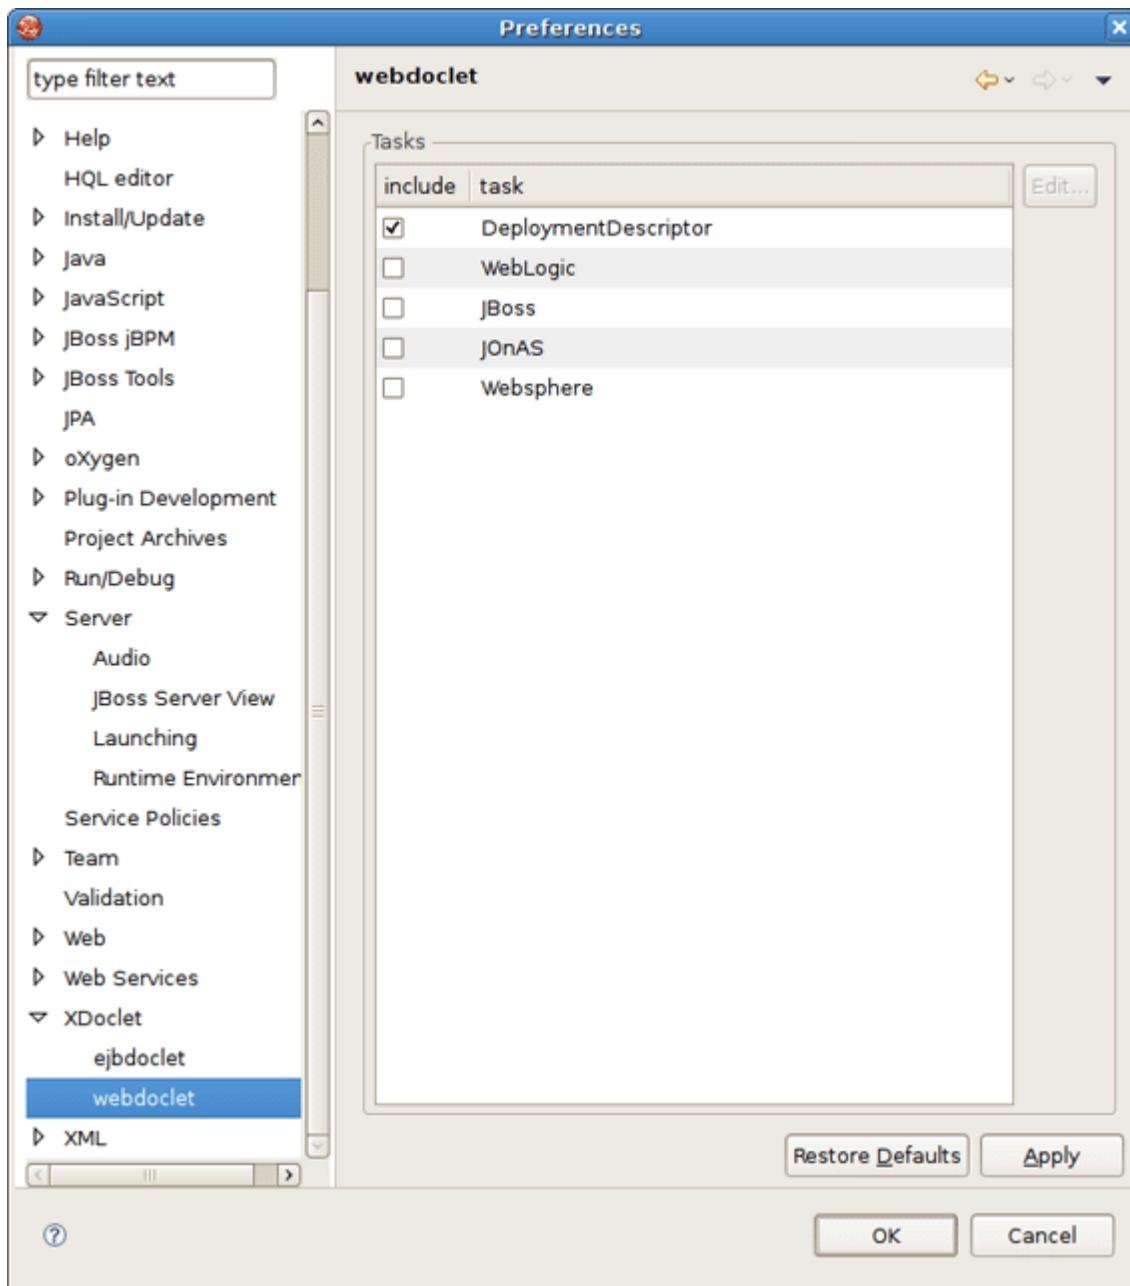 Preferences
type filter text
webdoclet
Help
HQL editor
Install/Update
Java
JavaScript
JBoss jBPM
JBoss Tools
JPA
oXygen
Plug-in Development
Project Archives
Run/Debug
Server
Audio
JBoss Server View
Launching
Runtime Environmen
Service Policies
Team
Validation
Web
Web Services
XDoclet
ejbdoclet
webdoclet
XML
Tasks
include task
Edit...
DeploymentDescriptor
WebLogic
JBoss
JOnAS
Websphere
Restore Defaults
Apply
?
OK
Cancel